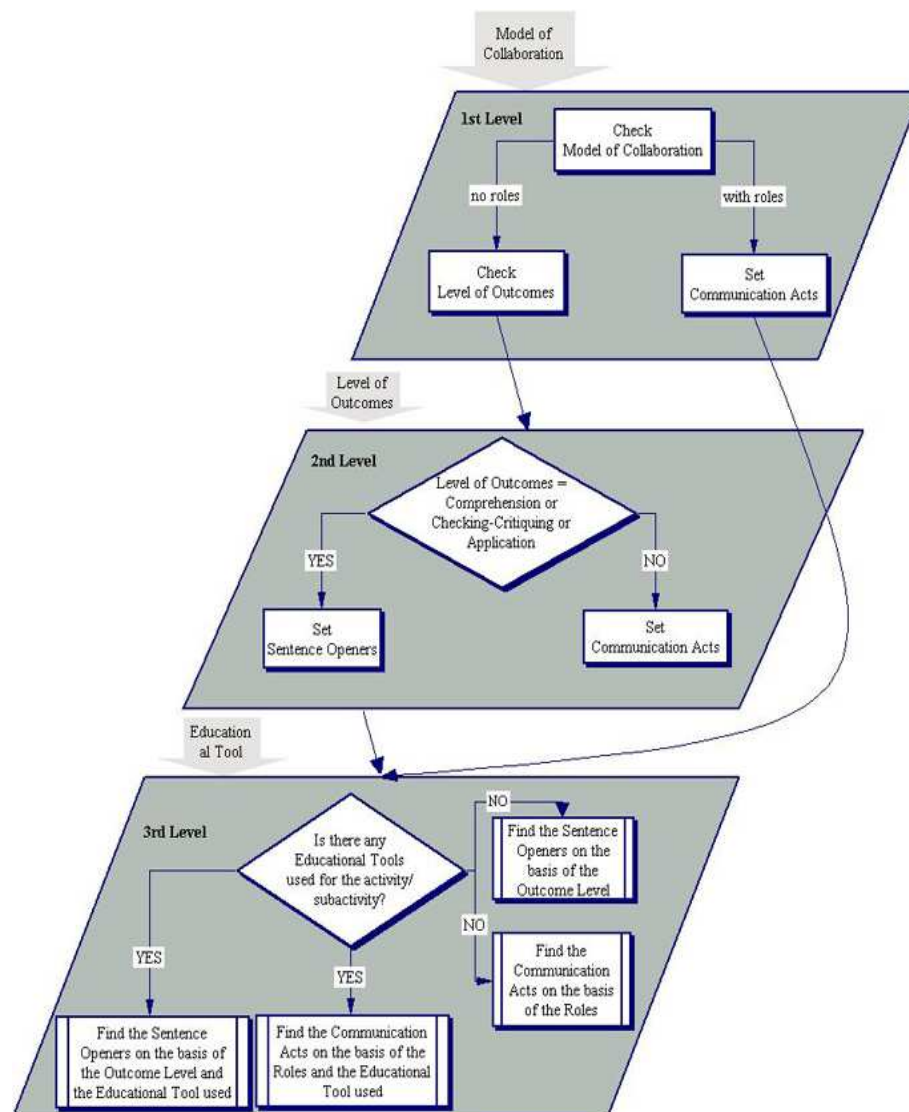 Model of
Collaboration
1st Level
Check
Model of Collaboration
no roles
with roles
Check
Level of Outcomes
Set
Communication Acts
Level of
Outcomes
2nd Level
Level of Outcomes =
Comprehension or
Checking-Critiquing or
Application
YES
NO
Set
Sentence Openers
Set
Communication Acts
Education
al Tool
3rd Level
Is there any
Educational Tools
used for the activity/
subactivity?
NO
Find the Sentence
Openers on the
basis of the
Outcome Level
NO
Find the
Communication
Acts on the basis
of the Roles
YES
YES
Find the Sentence
Openers on the basis of
the Outcome Level and
the Educational Tool used
Find the Communication
Acts on the basis of the
Roles and the Educational
Tool used